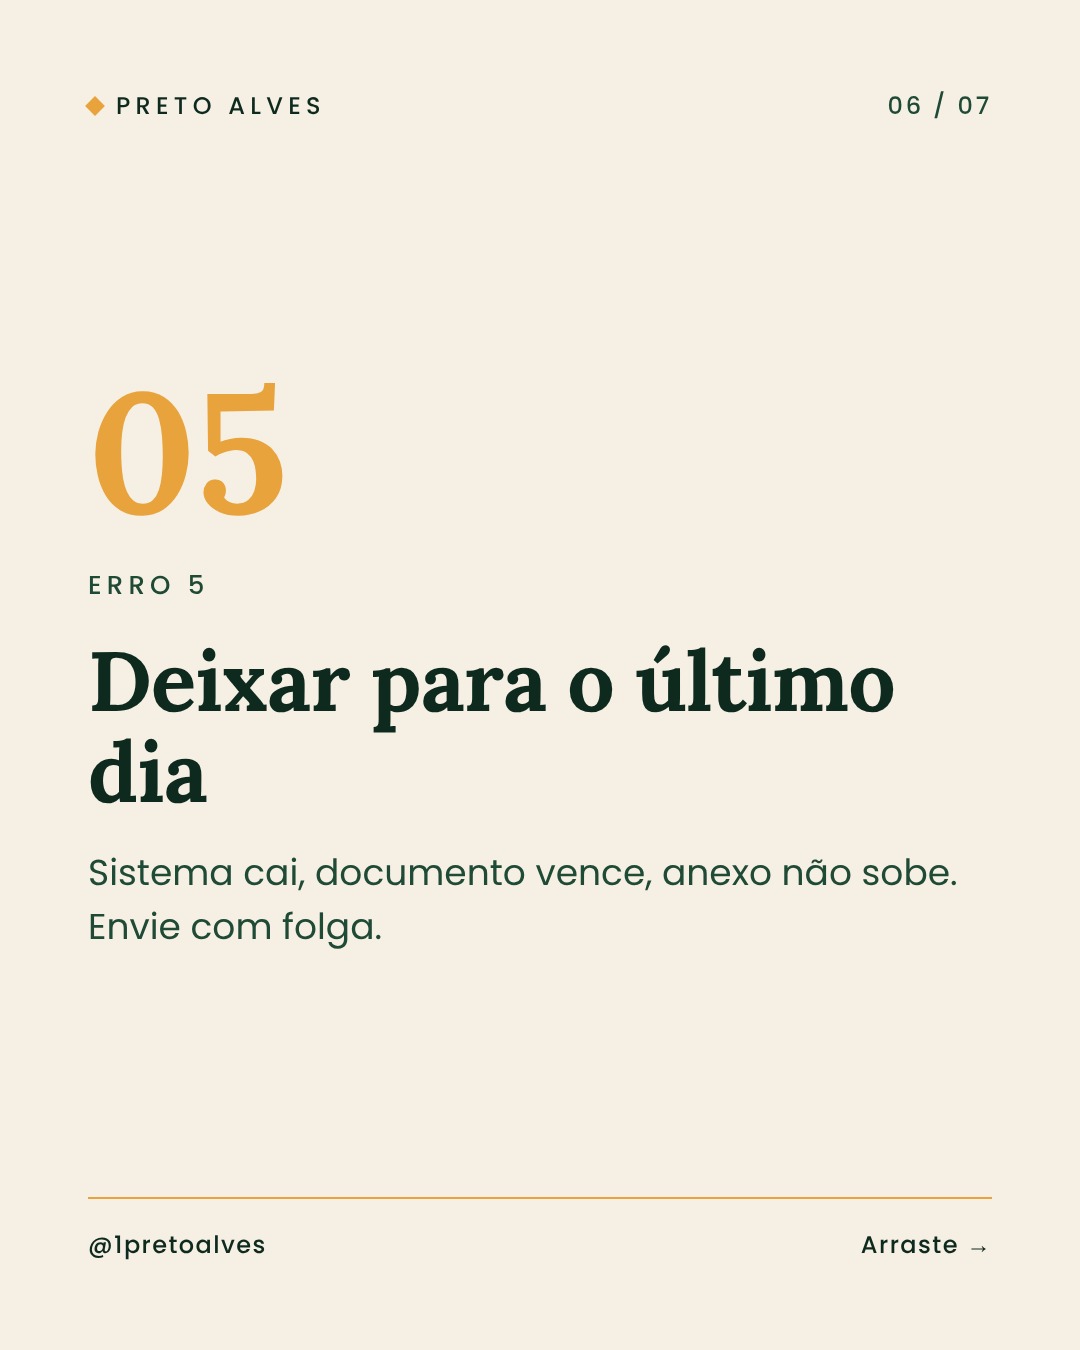 PRETO ALVES
06 / 07
05
ERRO 5
Deixar para o último
dia
Sistema cai, documento vence, anexo não sobe.
Envie com folga.
@1pretoalves
Arraste →